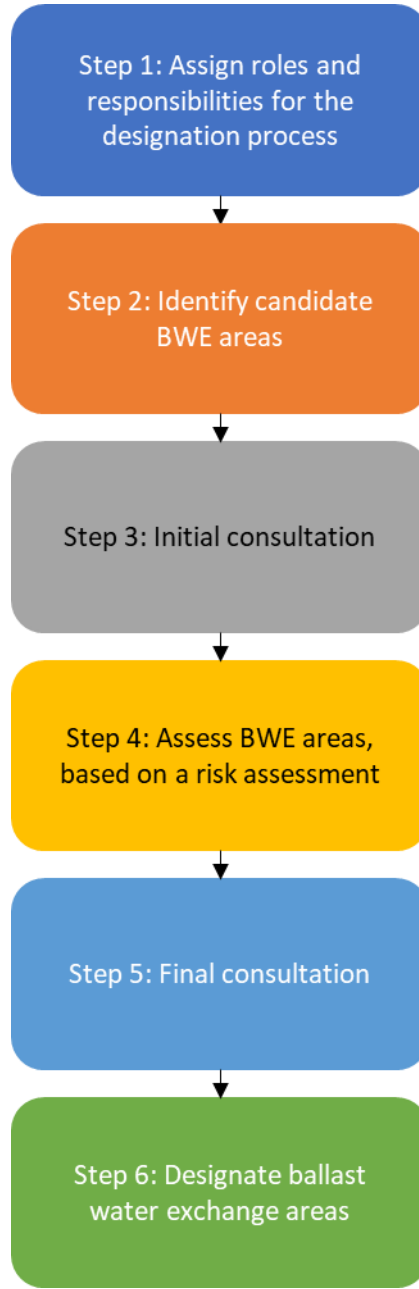 Step 1: Assign roles and
responsibilities for the
designation process
Step 2: Identify candidate
BWE areas
Step 3: Initial consultation
Step 4: Assess BWE areas,
based on a risk assessment
Step 5: Final consultation
Step 6: Designate ballast
water exchange areas